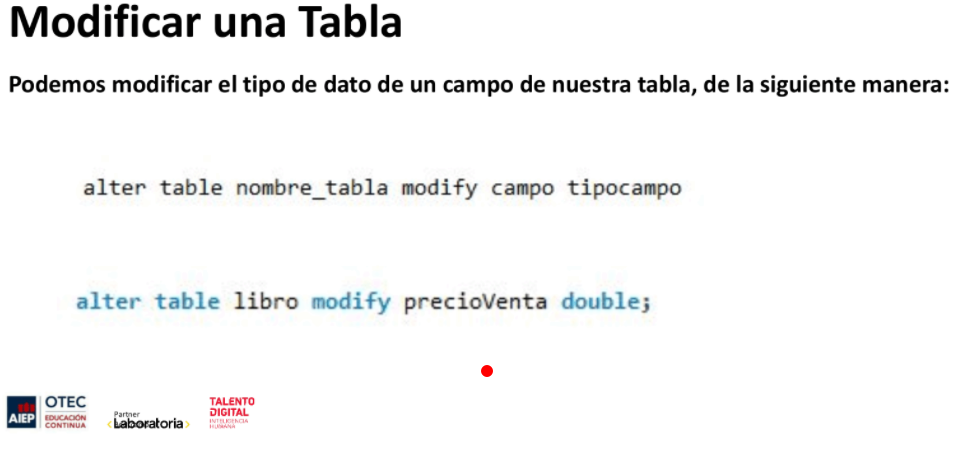 Modificar una Tabla
Podemos modificar el tipo de dato de un campo de nuestra tabla, de la siguiente manera:
alter table nombre_tabla modify campo tipocampo
alter table libro modify precioVenta double;
AIEP
OTEC
EDUCACIÓN
CONTINUA
Partner
<Laboratoria>
TALENTO
DIGITAL
INTELIGENCIA
HUMANA